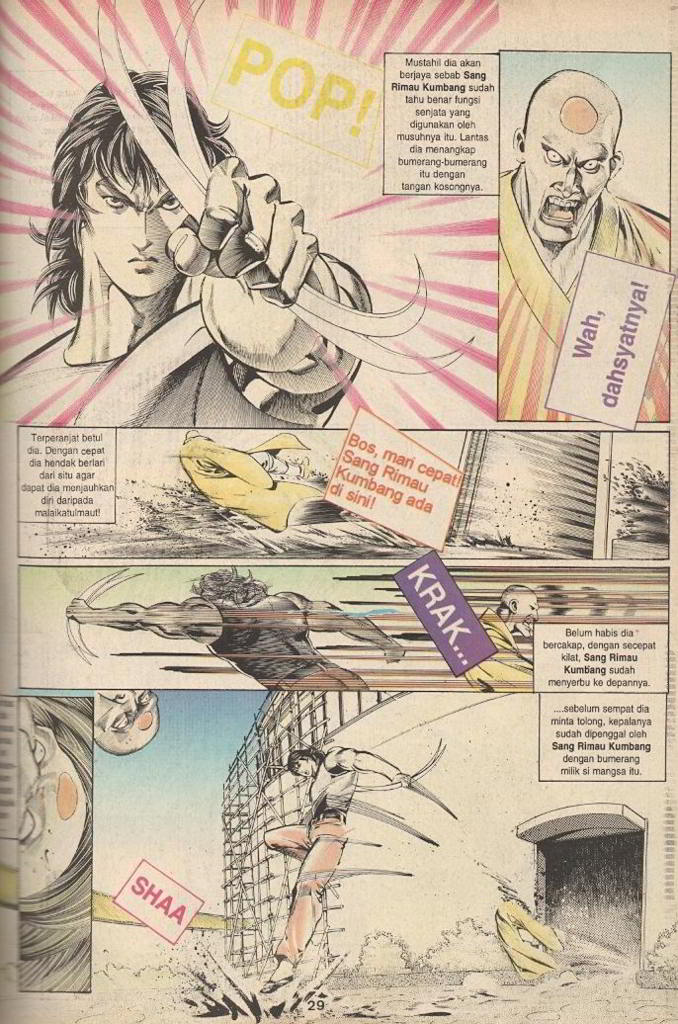 POP!
Mustahil dia akan
berjaya sebab Sang
Rimau Kumbang sudah
tahu benar fungsi
senjata yang
digunakan oleh
musuhnya itu. Lantas
dia menangkap
bumerang-bumerang
itu dengan
tangan kosongnya.
Wah,
dahsyatnya!
Terperanjat betul
dia. Dengan cepat
dia hendak berlari
dari situ agar
dapat dia menjauhkan
diri daripada
malaikatulmaut!
Bos, mari cepat!
Sang Rimau
Kumbang ada
di sini!
KRAK...
Belum habis dia
bercakap, dengan secepat
kilat, Sang Rimau
Kumbang sudah
menyerbu ke depannya.
....sebelum sempat dia
minta tolong, kepalanya
sudah dipenggal oleh
Sang Rimau Kumbang
dengan bumerang
milik si mangsa itu.
SHAA
29